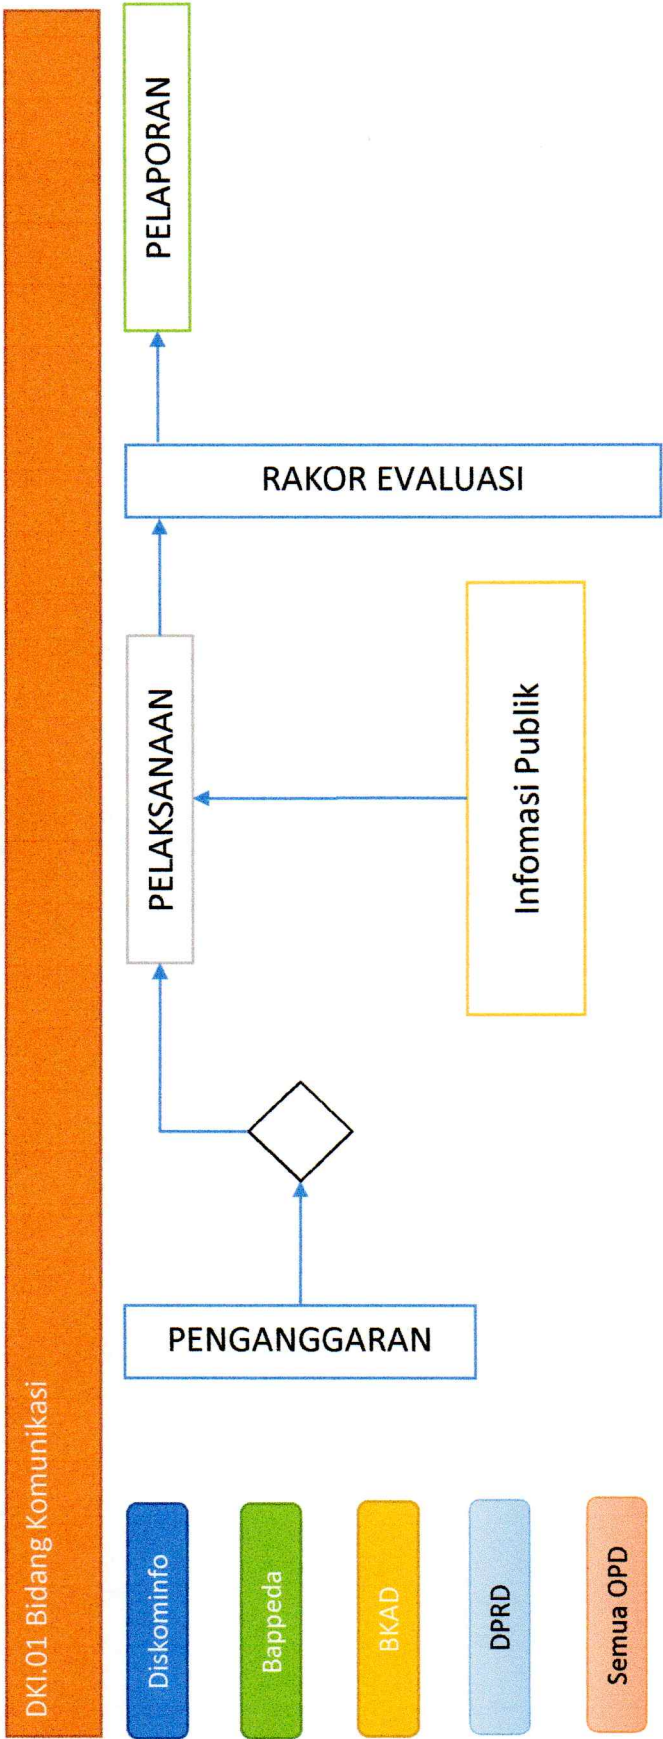 DKI.01 Bidang Komunikasi
Diskominfo
Bappeda
BKAD
DPRD
Semua OPD
PENGANGGARAN
PELAKSANAAN
Infomasi Publik
RAKOR EVALUASI
PELAPORAN